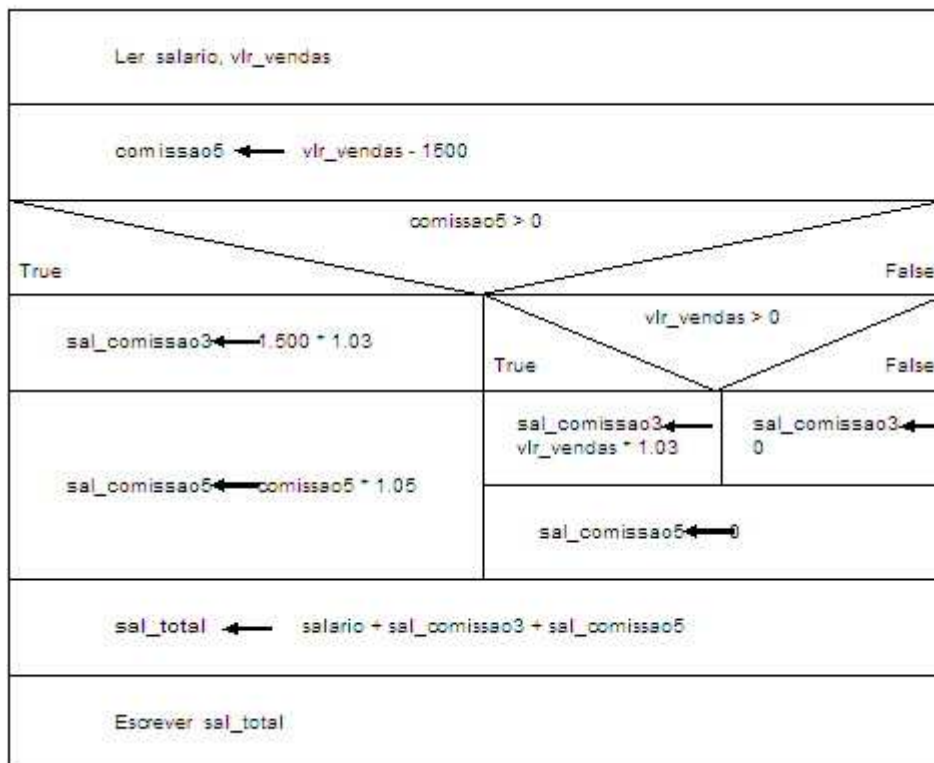 Ler salario, vlr_vendas
comissao5 ← vlr_vendas - 1500
comissao5 > 0
True
False
sal_comissao3 ← 1.500 * 1.03
vlr_vendas > 0
True
False
sal_comissao5 ← comissao5 * 1.05
sal_comissao3 ←
vlr_vendas * 1.03
sal_comissao3 ←
0
sal_comissao5 ← 0
sal_total ← salario + sal_comissao3 + sal_comissao5
Escrever sal_total